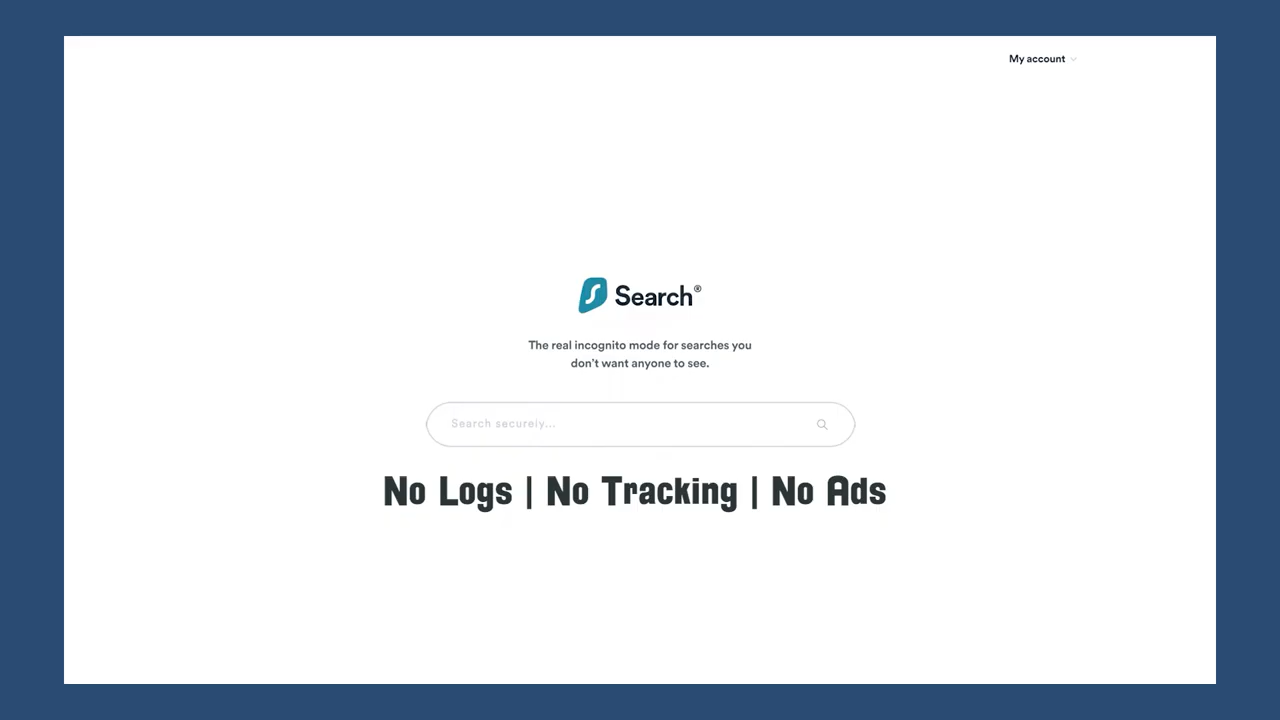 My account
Search®
The real incognito mode for searches you
don't want anyone to see.
Search securely...
No Logs | No Tracking | No Ads